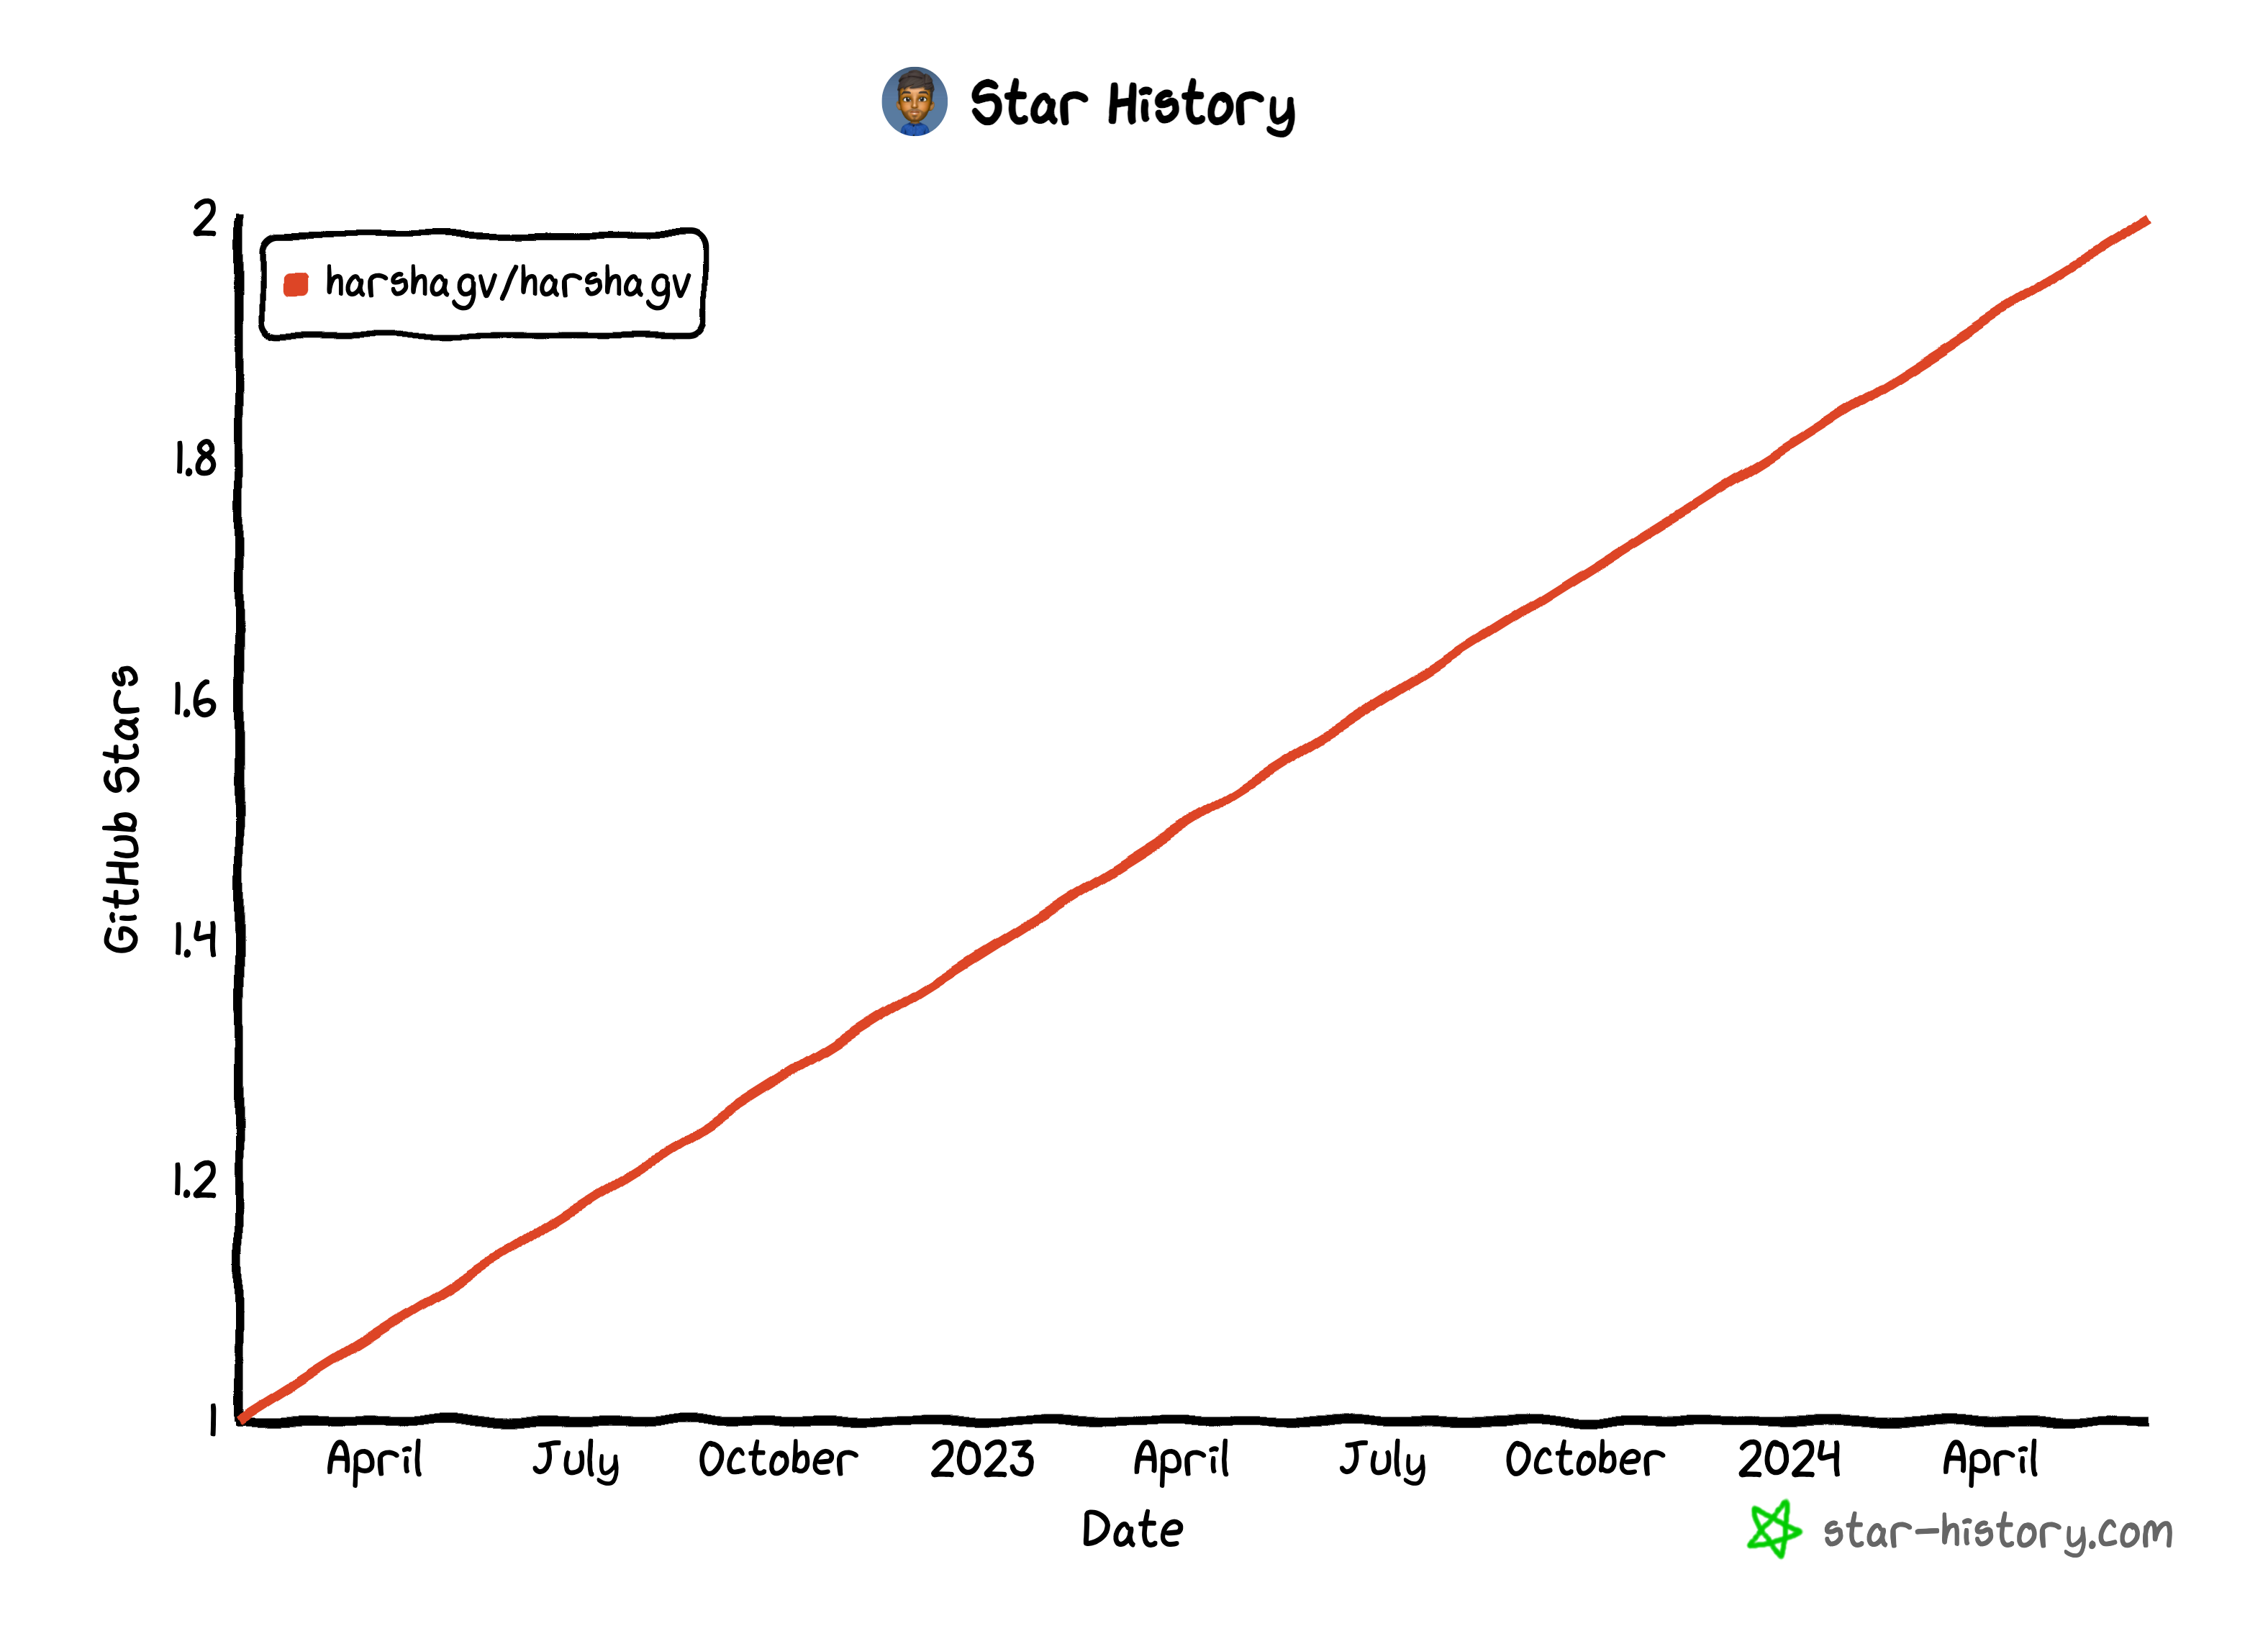 Star History
harshagv/harshagv
2
1.8
1.6
1.4
1.2
1
GitHub Stars
April July October 2023 April July October 2024 April
Date
star-history.com